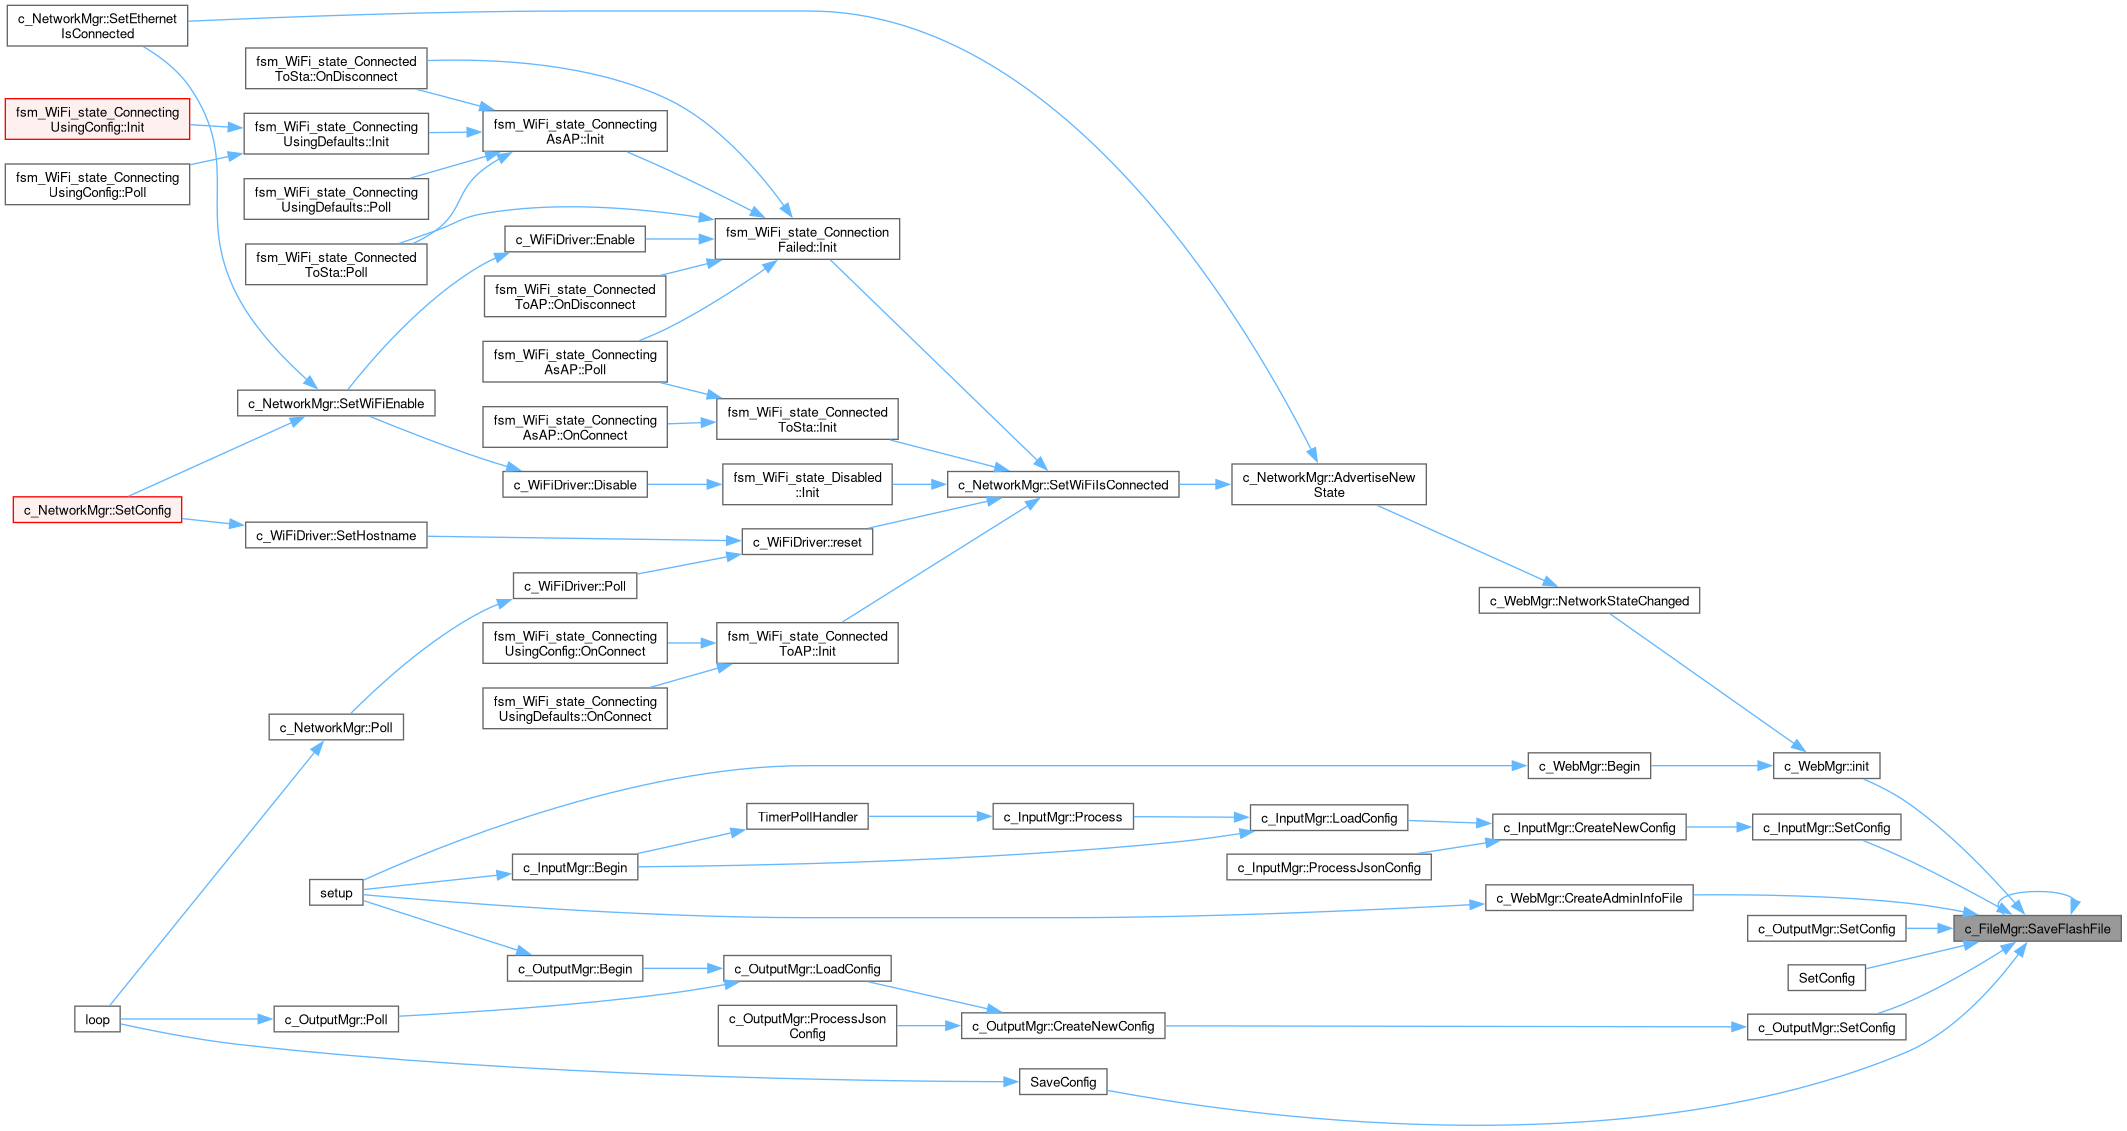 c_NetworkMgr::SetEthernet
IsConnected
fsm_WiFi_state_Connecting
UsingConfig::Init
fsm_WiFi_state_Connecting
UsingConfig::Poll
c_NetworkMgr::SetConfig
loop
fsm_WiFi_state_Connected
ToSta::OnDisconnect
fsm_WiFi_state_Connecting
UsingDefaults::Init
fsm_WiFi_state_Connecting
UsingDefaults::Poll
fsm_WiFi_state_Connected
ToSta::Poll
c_NetworkMgr::SetWiFiEnable
c_WiFiDriver::SetHostname
c_NetworkMgr::Poll
setup
c_OutputMgr::Poll
fsm_WiFi_state_Connecting
AsAP::Init
c_WiFiDriver::Enable
fsm_WiFi_state_Connected
ToAP::OnDisconnect
fsm_WiFi_state_Connecting
AsAP::Poll
fsm_WiFi_state_Connecting
AsAP::OnConnect
c_WiFiDriver::Disable
c_WiFiDriver::Poll
fsm_WiFi_state_Connecting
UsingConfig::OnConnect
fsm_WiFi_state_Connecting
UsingDefaults::OnConnect
c_InputMgr::Begin
c_OutputMgr::Begin
fsm_WiFi_state_Connection
Failed::Init
fsm_WiFi_state_Connected
ToSta::Init
fsm_WiFi_state_Disabled
::Init
c_WiFiDriver::reset
fsm_WiFi_state_Connected
ToAP::Init
TimerPollHandler
c_OutputMgr::LoadConfig
c_OutputMgr::ProcessJson
Config
c_NetworkMgr::SetWiFiIsConnected
c_InputMgr::Process
c_OutputMgr::CreateNewConfig
SaveConfig
c_NetworkMgr::AdvertiseNew
State
c_InputMgr::LoadConfig
c_InputMgr::ProcessJsonConfig
c_WebMgr::NetworkStateChanged
c_WebMgr::Begin
c_InputMgr::CreateNewConfig
c_WebMgr::CreateAdminInfoFile
c_WebMgr::init
c_InputMgr::SetConfig
c_OutputMgr::SetConfig
SetConfig
c_OutputMgr::SetConfig
c_FileMgr::SaveFlashFile